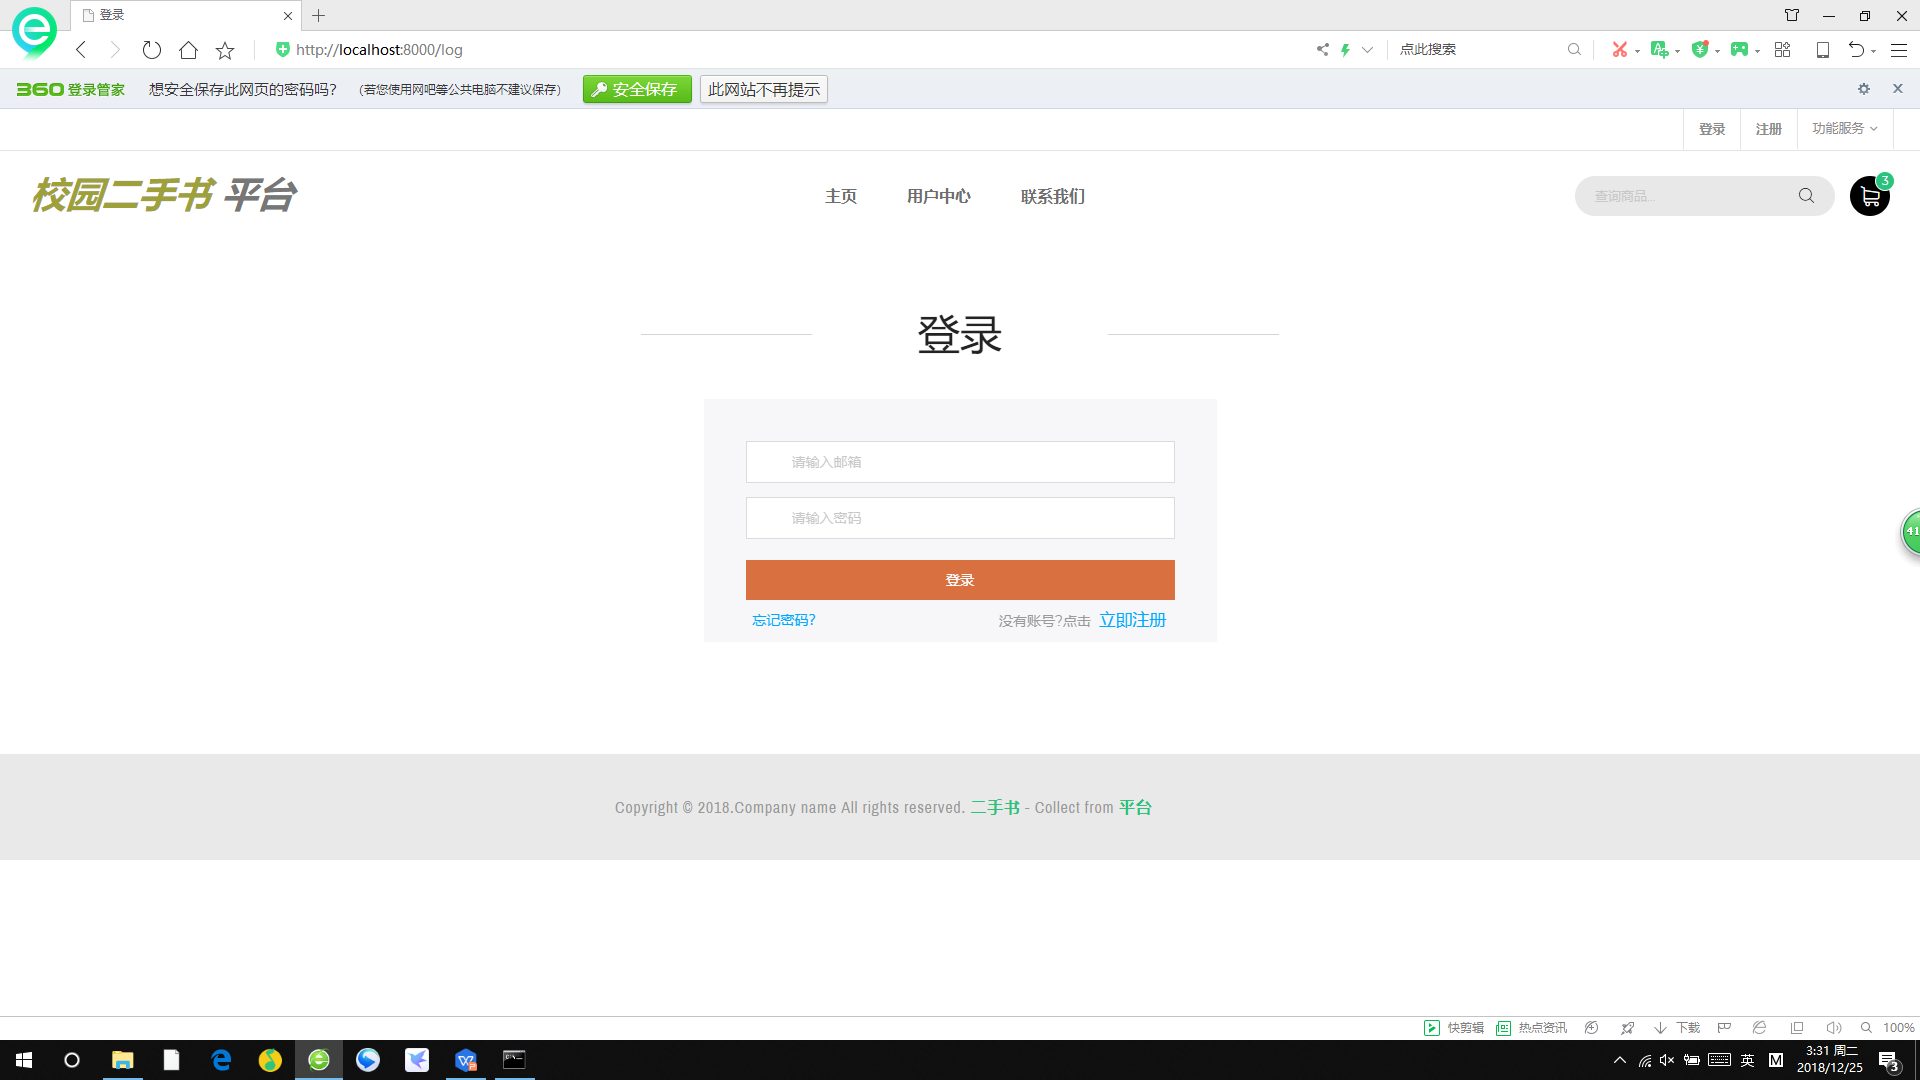 登录
http://localhost:8000/log
点此搜索
360登录管家 想安全保存此网页的密码吗? (若您使用网吧等公共电脑不建议保存) 安全保存 此网站不再提示
登录 注册 功能服务
校园二手书 平台
主页 用户中心 联系我们
查询商品...
3
登录
请输入邮箱
请输入密码
41
登录
忘记密码? 没有账号?点击 立即注册
Copyright © 2018.Company name All rights reserved. 二手书 - Collect from 平台
快剪辑 热点资讯 下载 100%
英 M 3:31 周二
2018/12/25
3